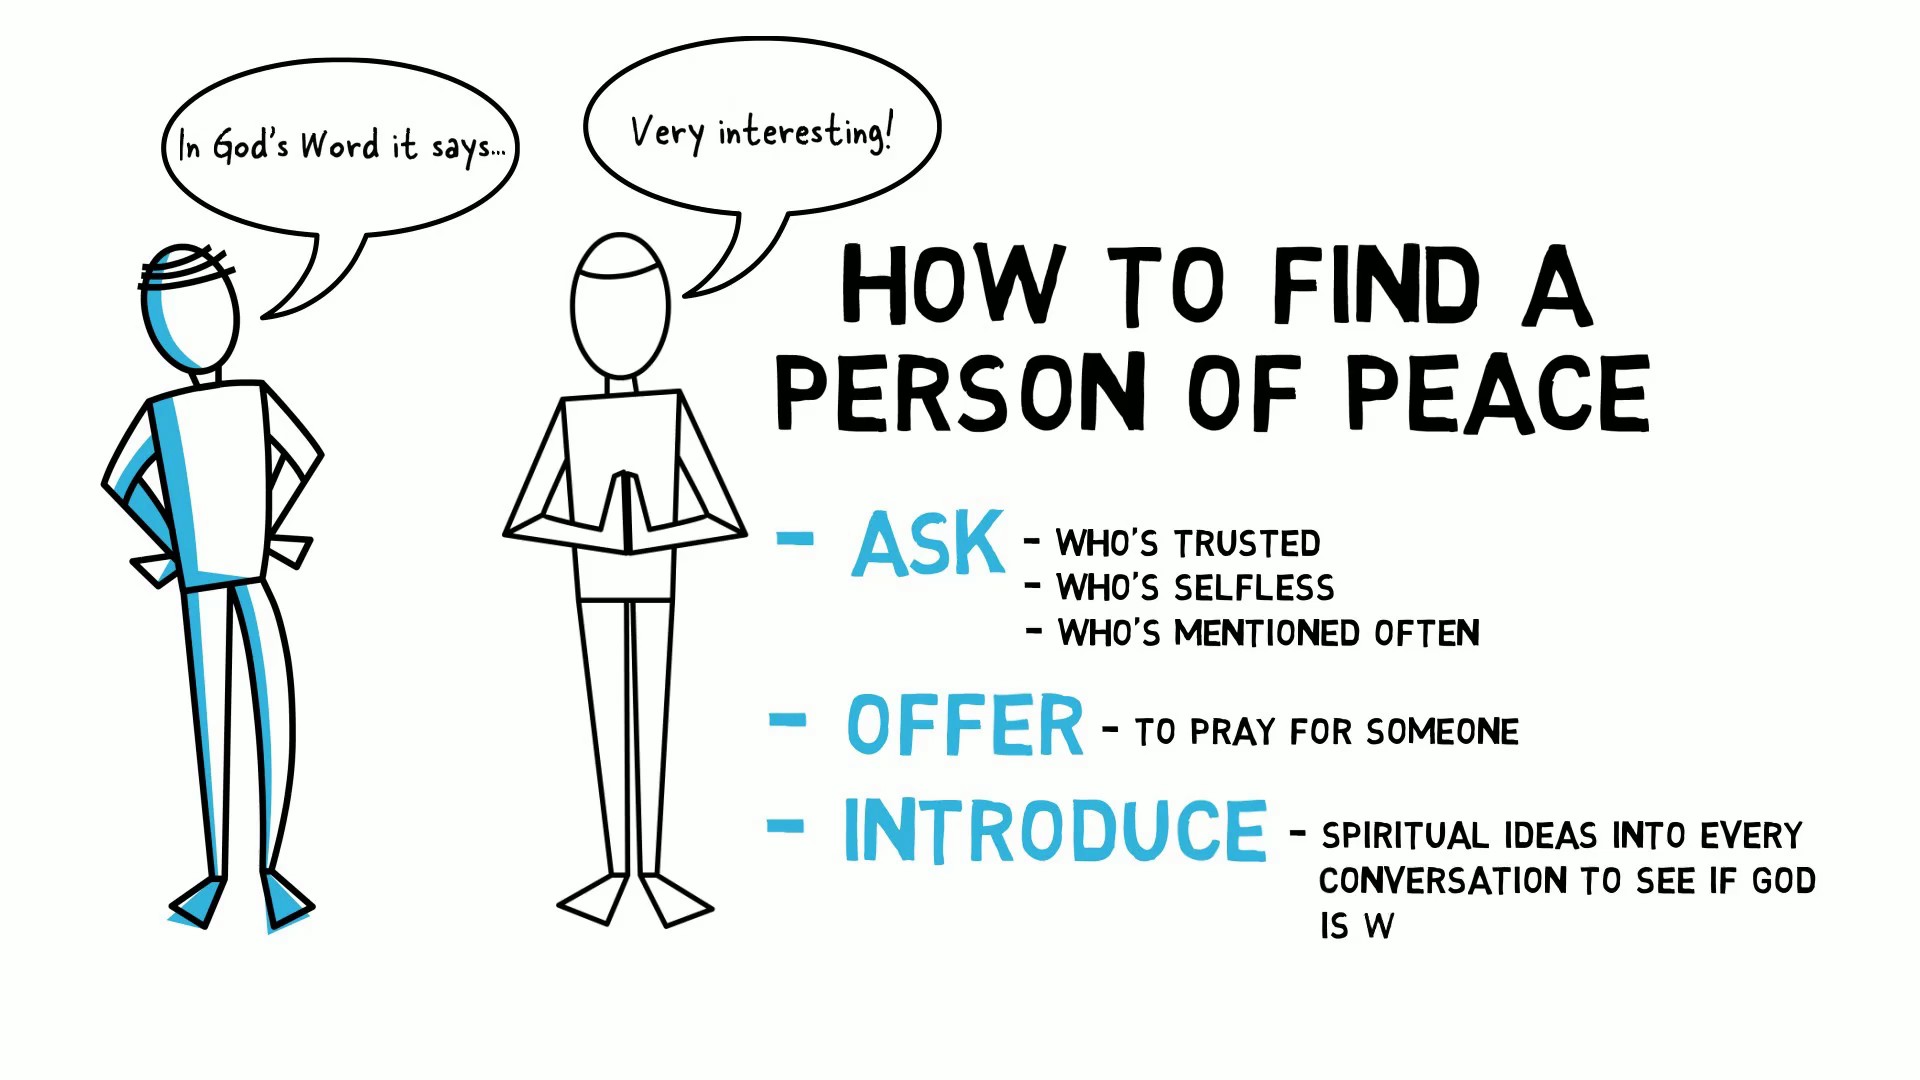 In God's Word it says...
Very interesting!
HOW TO FIND A
PERSON OF PEACE
- ASK - WHO'S TRUSTED
- WHO'S SELFLESS
- WHO'S MENTIONED OFTEN
- OFFER - TO PRAY FOR SOMEONE
- INTRODUCE - SPIRITUAL IDEAS INTO EVERY
CONVERSATION TO SEE IF GOD
IS W